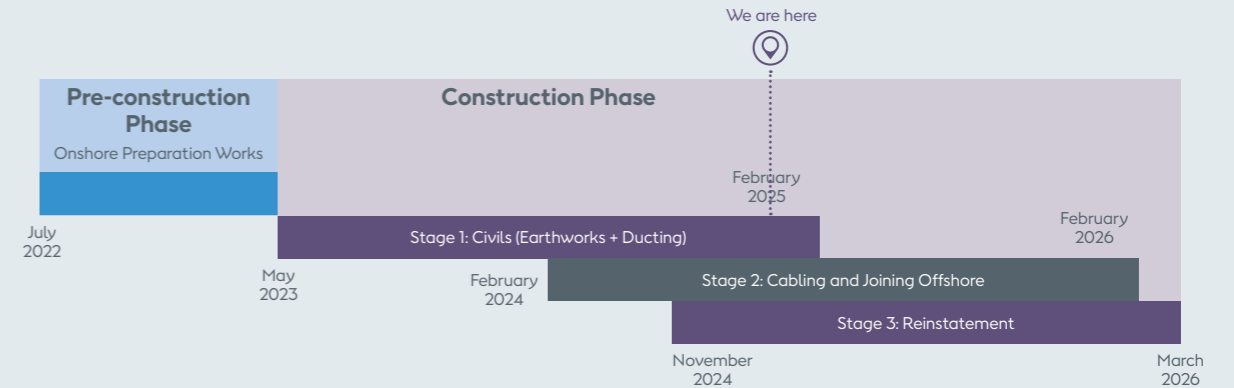 We are here
Pre-construction
Phase
Onshore Preparation Works
Construction Phase
February
2025
July
2022
Stage 1: Civils (Earthworks + Ducting)
February
2026
May
2023
February
2024
Stage 2: Cabling and Joining Offshore
Stage 3: Reinstatement
November
2024
March
2026